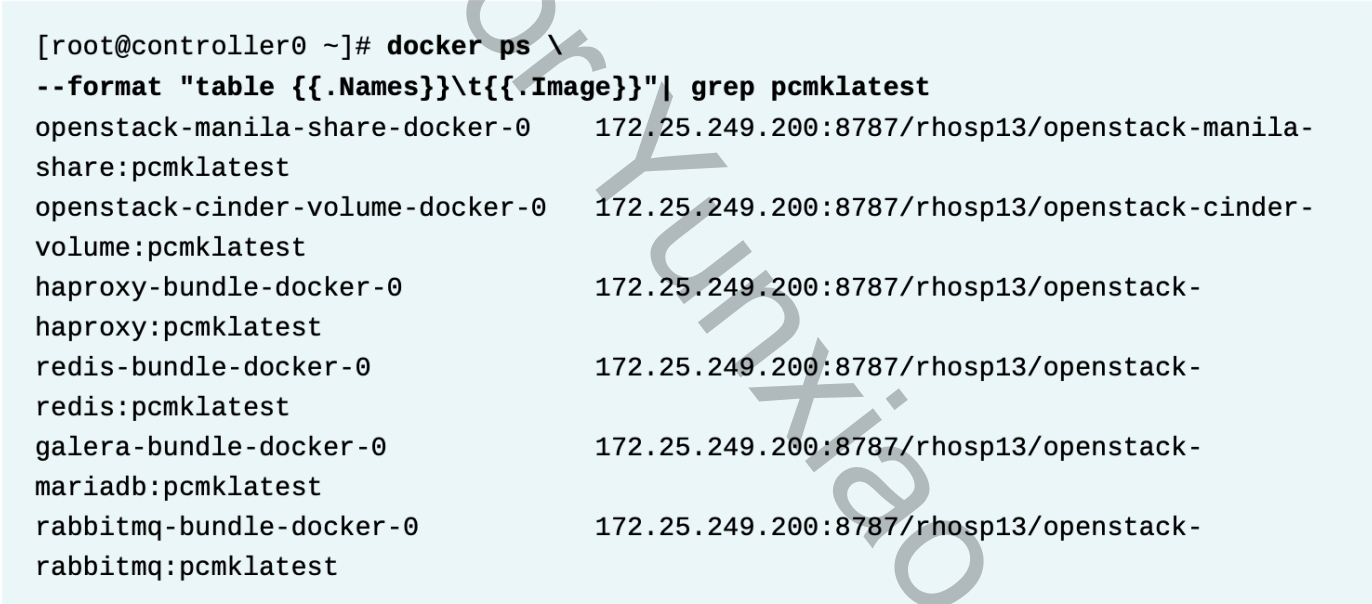 [root@controller0 ~]# docker ps \
--format "table {{.Names}}\t{{.Image}}"| grep pcmklatest
openstack-manila-share-docker-0    172.25.249.200:8787/rhosp13/openstack-manila-
share:pcmklatest
openstack-cinder-volume-docker-0   172.25.249.200:8787/rhosp13/openstack-cinder-
volume:pcmklatest
haproxy-bundle-docker-0            172.25.249.200:8787/rhosp13/openstack-
haproxy:pcmklatest
redis-bundle-docker-0              172.25.249.200:8787/rhosp13/openstack-
redis:pcmklatest
galera-bundle-docker-0             172.25.249.200:8787/rhosp13/openstack-
mariadb:pcmklatest
rabbitmq-bundle-docker-0           172.25.249.200:8787/rhosp13/openstack-
rabbitmq:pcmklatest
or Yunxiao